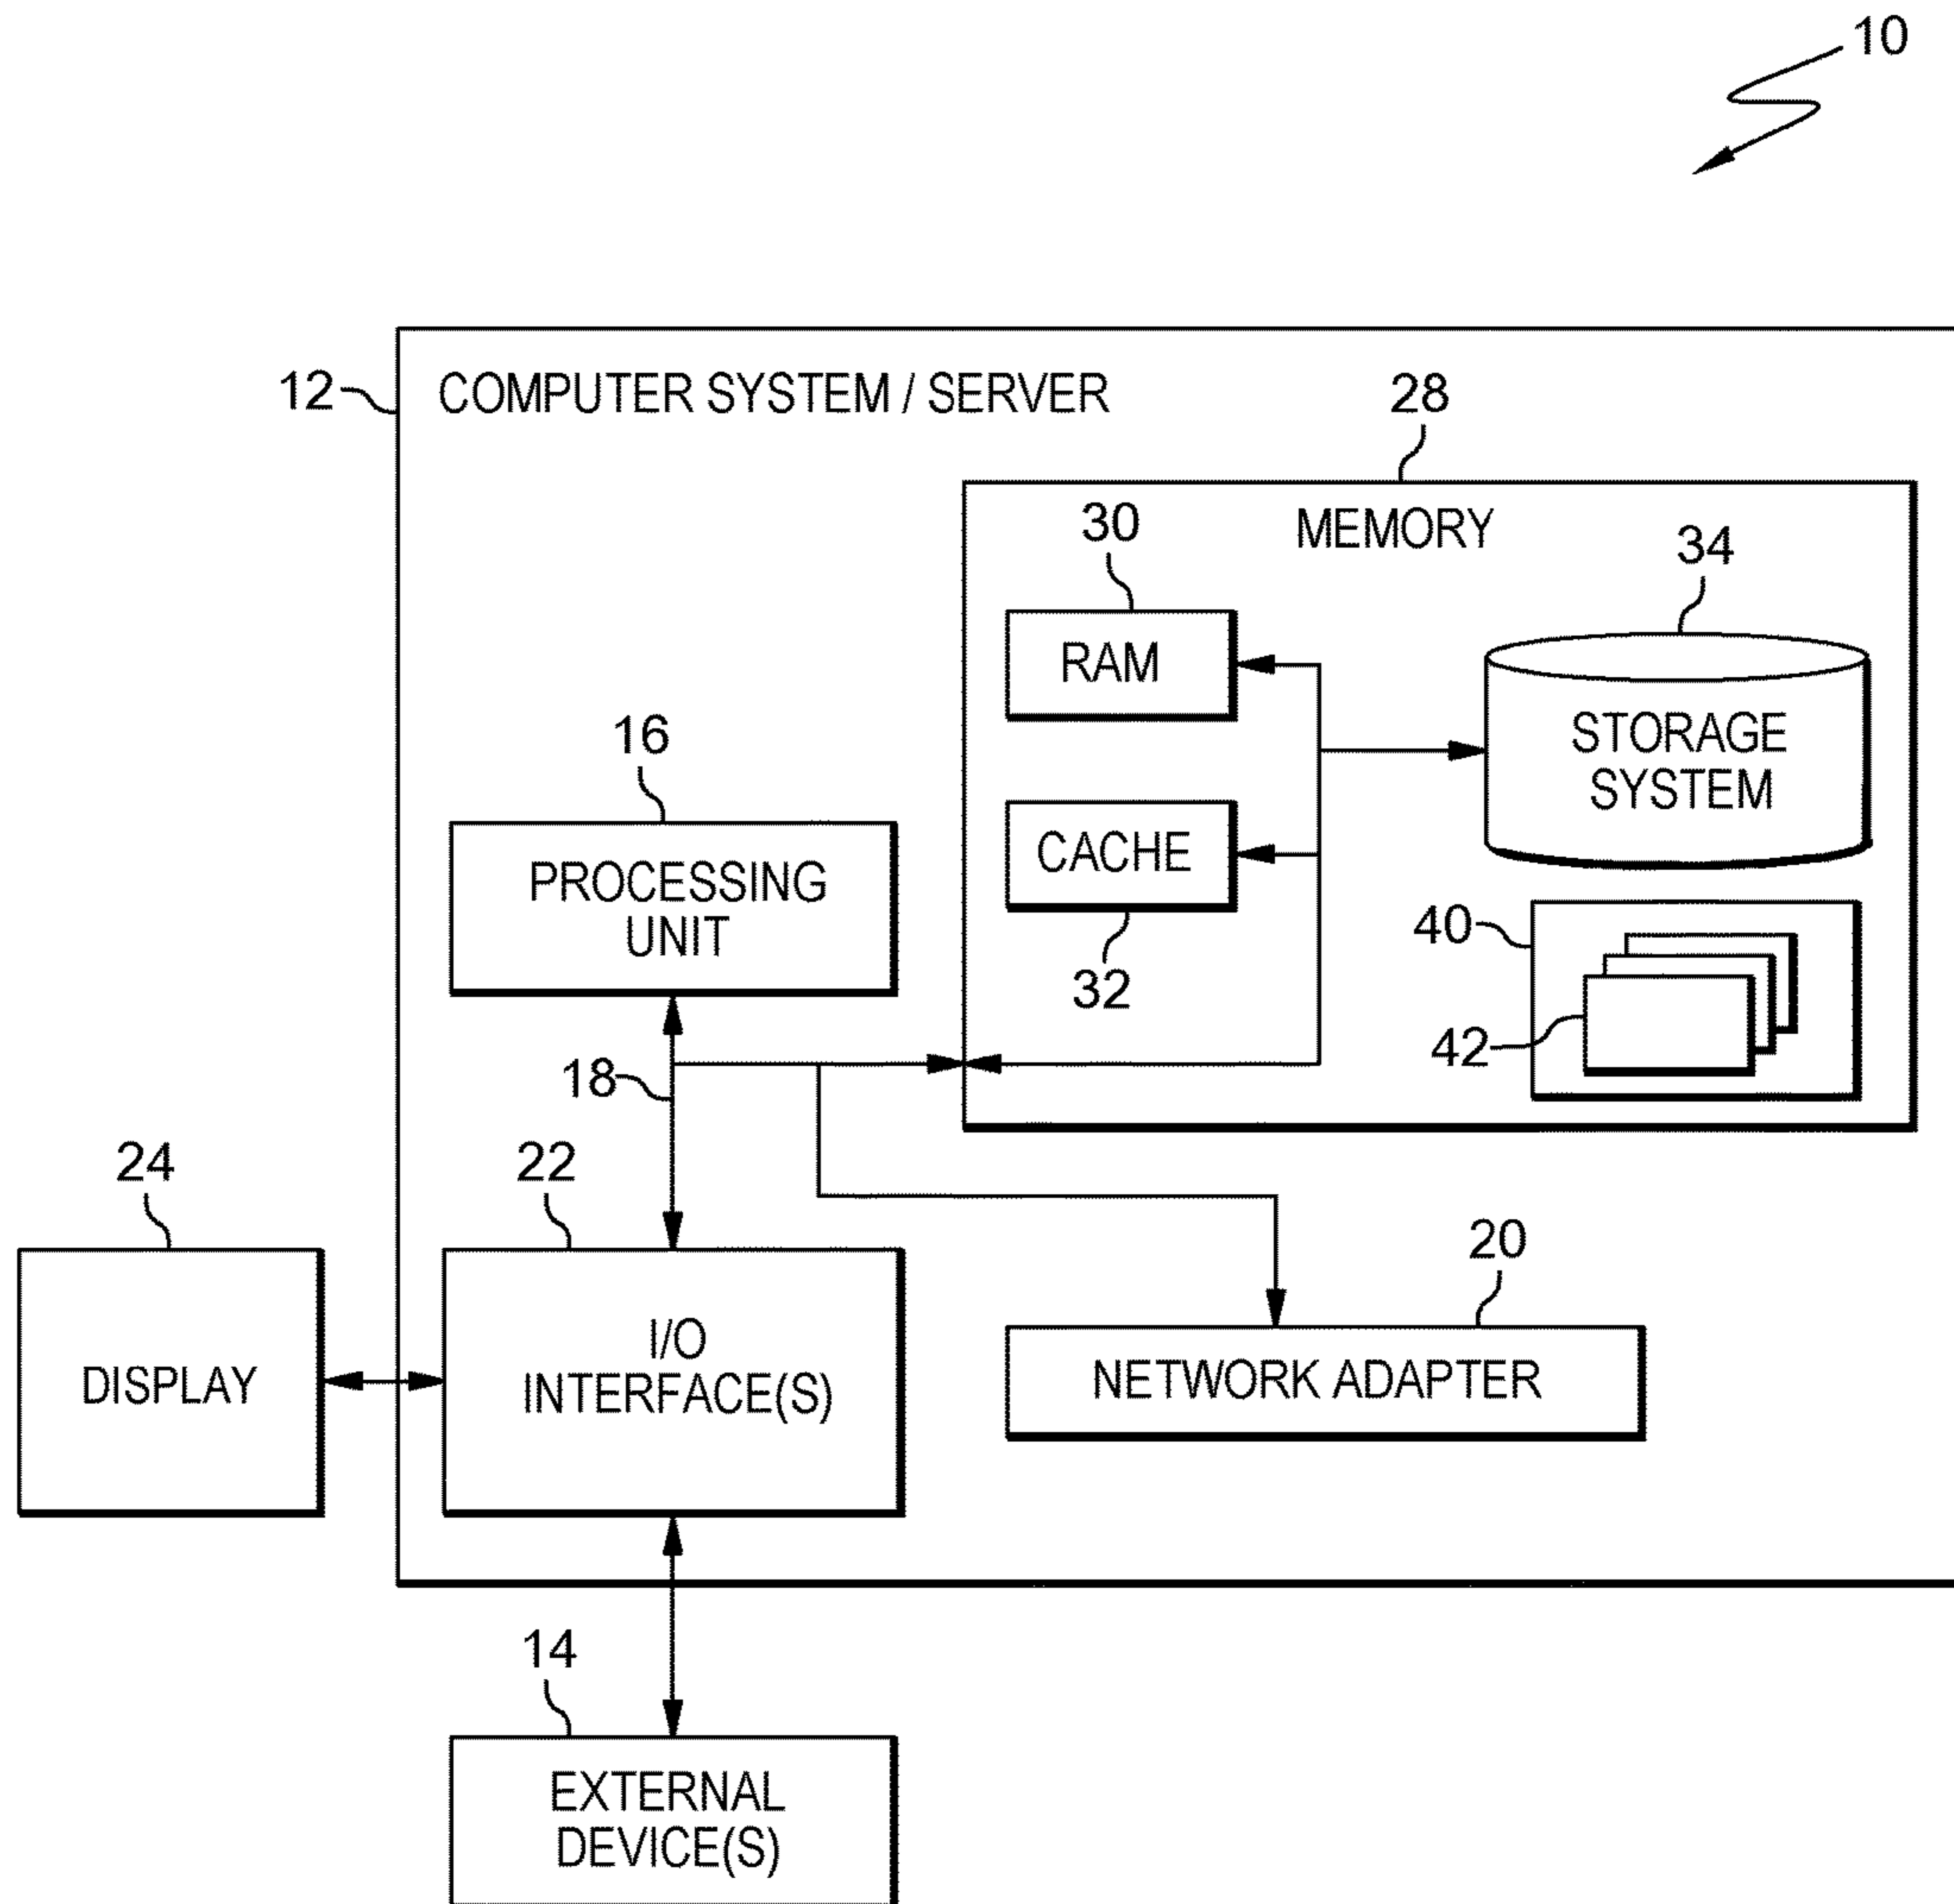 10
12
COMPUTER SYSTEM / SERVER
28
MEMORY
30
34
RAM
STORAGE
SYSTEM
16
CACHE
PROCESSING
UNIT
32
40
42
18
24
22
20
DISPLAY
I/O
INTERFACE(S)
NETWORK ADAPTER
14
EXTERNAL
DEVICE(S)